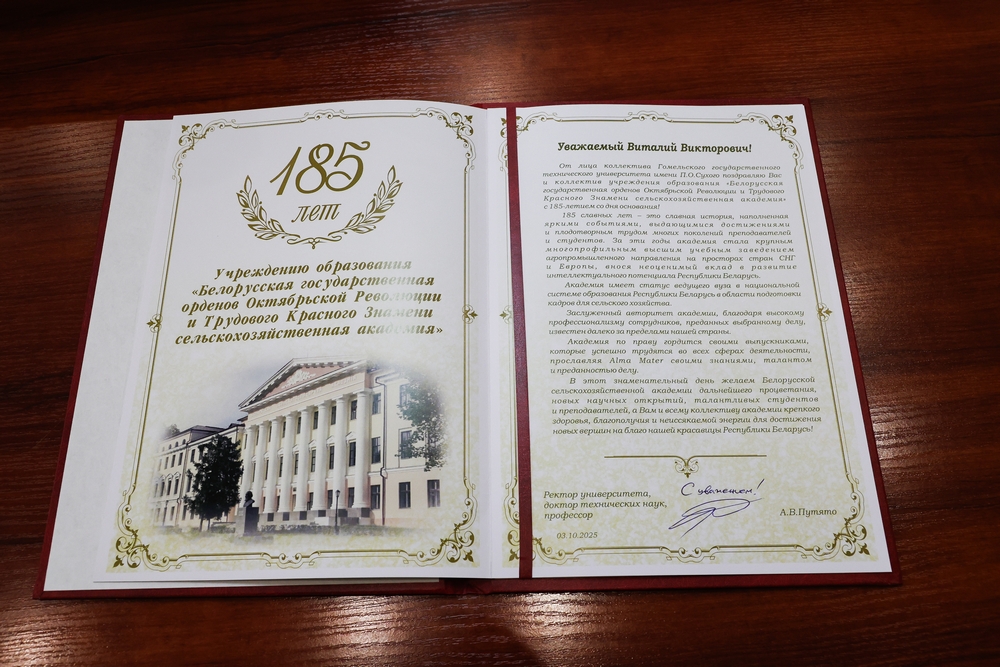 185
лет
Учреждению образования
«Белорусская государственная
орденов Октябрьской Революции
и Трудового Красного Знамени
сельскохозяйственная академия»
Уважаемый Виталий Викторович!
От лица коллектива Гомельского государственного
технического университета имени П.О.Сухого поздравляю Вас
и коллектив учреждения образования «Белорусская
государственная орденов Октябрьской Революции и Трудового
Красного Знамени сельскохозяйственная академия»
с 185-летием со дня основания!
185 славных лет – это славная история, наполненная
яркими событиями, выдающимися достижениями
и плодотворным трудом многих поколений преподавателей
и студентов. За эти годы академия стала крупным
многопрофильным высшим учебным заведением
агропромышленного направления на просторах стран СНГ
и Европы, внося неоценимый вклад в развитие
интеллектуального потенциала Республики Беларусь.
Академия имеет статус ведущего вуза в национальной
системе образования Республики Беларусь в области подготовки
кадров для сельского хозяйства.
Заслуженный авторитет академии, благодаря высокому
профессионализму сотрудников, преданных выбранному делу,
известен далеко за пределами нашей страны.
Академия по праву гордится своими выпускниками,
которые успешно трудятся во всех сферах деятельности,
прославляя Alma Mater своими знаниями, талантом
и преданностью делу.
В этот знаменательный день желаем Белорусской
сельскохозяйственной академии дальнейшего процветания,
новых научных открытий, талантливых студентов
и преподавателей, а Вам и всему коллективу академии крепкого
здоровья, благополучия и неиссякаемой энергии для достижения
новых вершин на благо нашей красавицы Республики Беларусь!
С уважением!
Ректор университета,
доктор технических наук,
профессор
А.В.Путято
03.10.2025